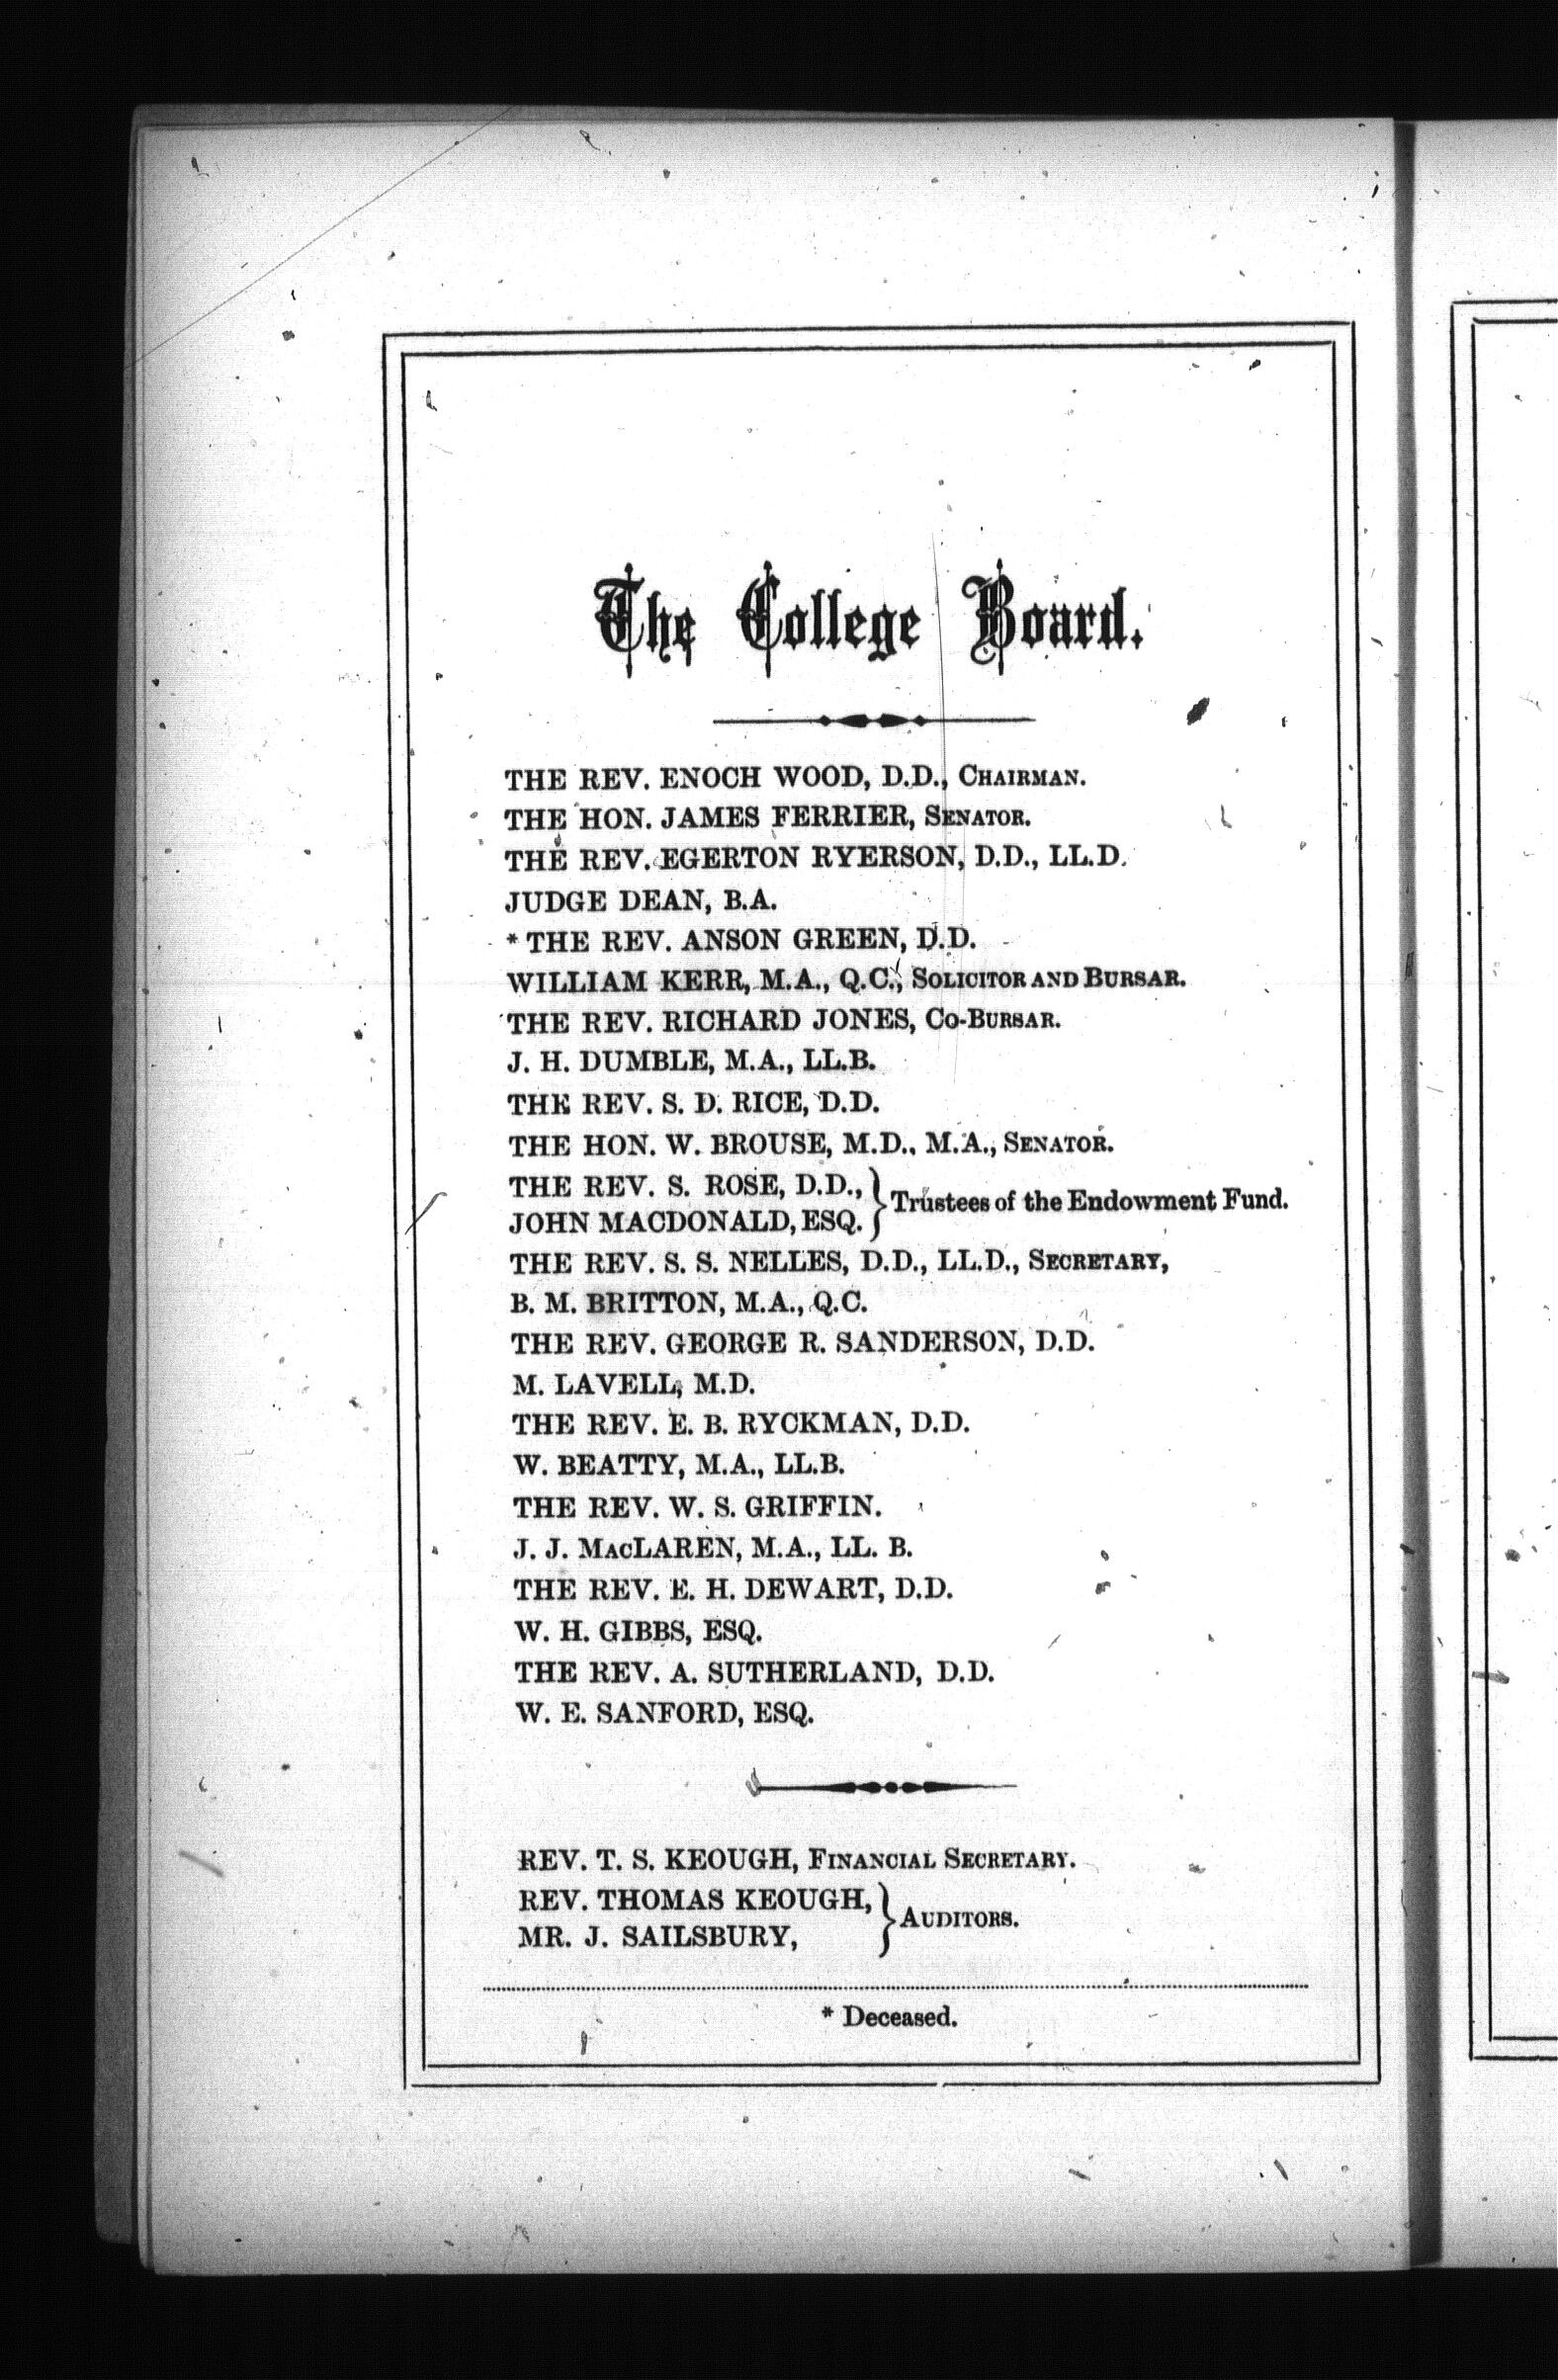 The College Board.
THE REV. ENOCH WOOD, D.D., CHAIRMAN.
THE HON. JAMES FERRIER, SENATOR.
THE REV. EGERTON RYERSON, D.D., LL.D.
JUDGE DEAN, B.A.
* THE REV. ANSON GREEN, D.D.
WILLIAM KERR, M.A., Q.C., SOLICITOR AND BURSAR.
THE REV. RICHARD JONES, CO-BURSAR.
J. H. DUMBLE, M.A., LL.B.
THE REV. S. D. RICE, D.D.
THE HON. W. BROUSE, M.D., M.A., SENATOR.
THE REV. S. ROSE, D.D.,
JOHN MACDONALD, ESQ. } Trustees of the Endowment Fund.
THE REV. S. S. NELLES, D.D., LL.D., SECRETARY,
B. M. BRITTON, M.A., Q.C.
THE REV. GEORGE R. SANDERSON, D.D.
M. LAVELL, M.D.
THE REV. E. B. RYCKMAN, D.D.
W. BEATTY, M.A., LL.B.
THE REV. W. S. GRIFFIN.
J. J. MACLAREN, M.A., LL. B.
THE REV. E. H. DEWART, D.D.
W. H. GIBBS, ESQ.
THE REV. A. SUTHERLAND, D.D.
W. E. SANFORD, ESQ.
REV. T. S. KEOUGH, FINANCIAL SECRETARY.
REV. THOMAS KEOUGH,
MR. J. SAILSBURY, } AUDITORS.
* Deceased.